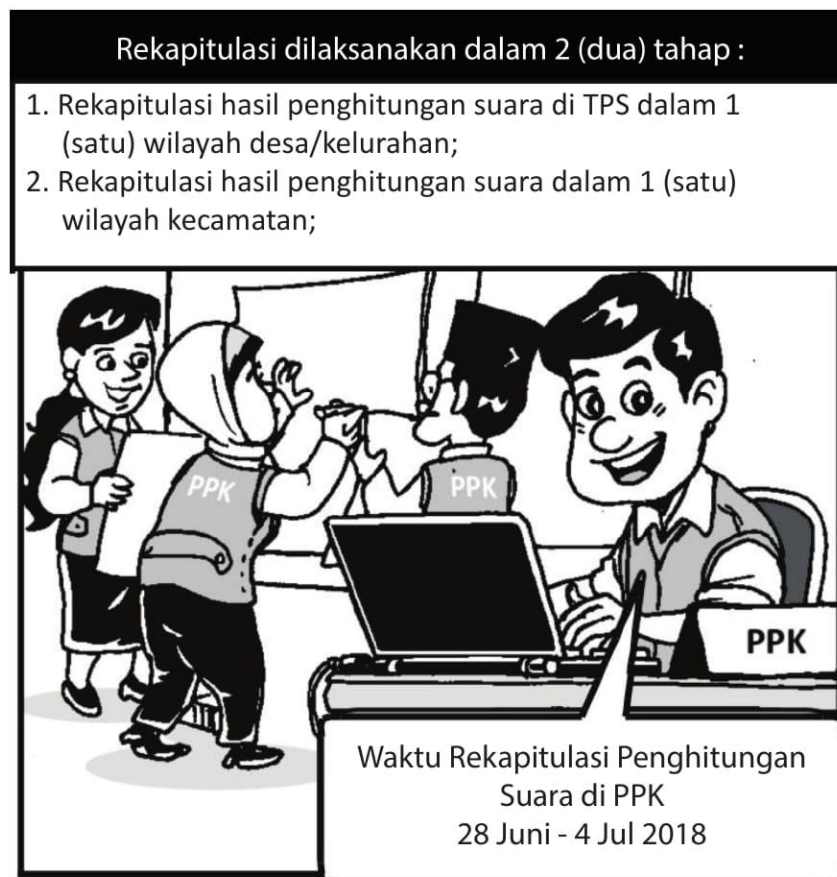 Rekapitulasi dilaksanakan dalam 2 (dua) tahap :
1. Rekapitulasi hasil penghitungan suara di TPS dalam 1
(satu) wilayah desa/kelurahan;
2. Rekapitulasi hasil penghitungan suara dalam 1 (satu)
wilayah kecamatan;
PPK
PPK
PPK
Waktu Rekapitulasi Penghitungan
Suara di PPK
28 Juni - 4 Jul 2018